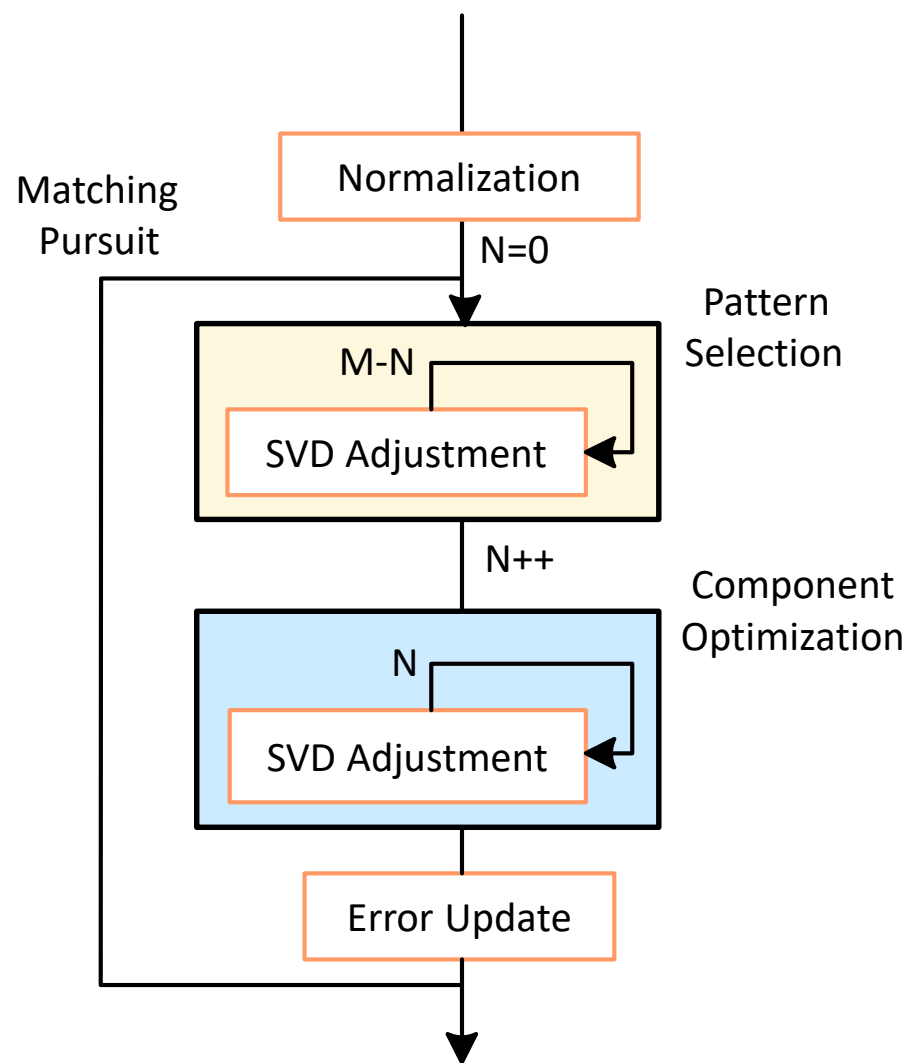 Normalization
Matching
Pursuit
N=0
Pattern
Selection
M-N
SVD Adjustment
N++
Component
Optimization
N
SVD Adjustment
Error Update